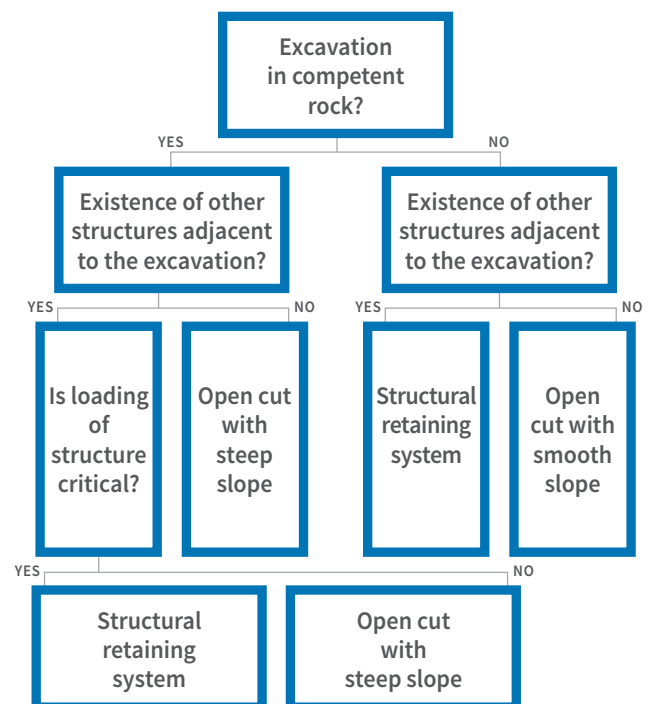 Excavation
in competent
rock?
YES
NO
Existence of other
structures adjacent
to the excavation?
Existence of other
structures adjacent
to the excavation?
YES
NO
YES
NO
Is loading
of
structure
critical?
Open cut
with
steep
slope
Structural
retaining
system
Open
cut with
smooth
slope
YES
NO
Structural
retaining
system
Open cut
with
steep slope